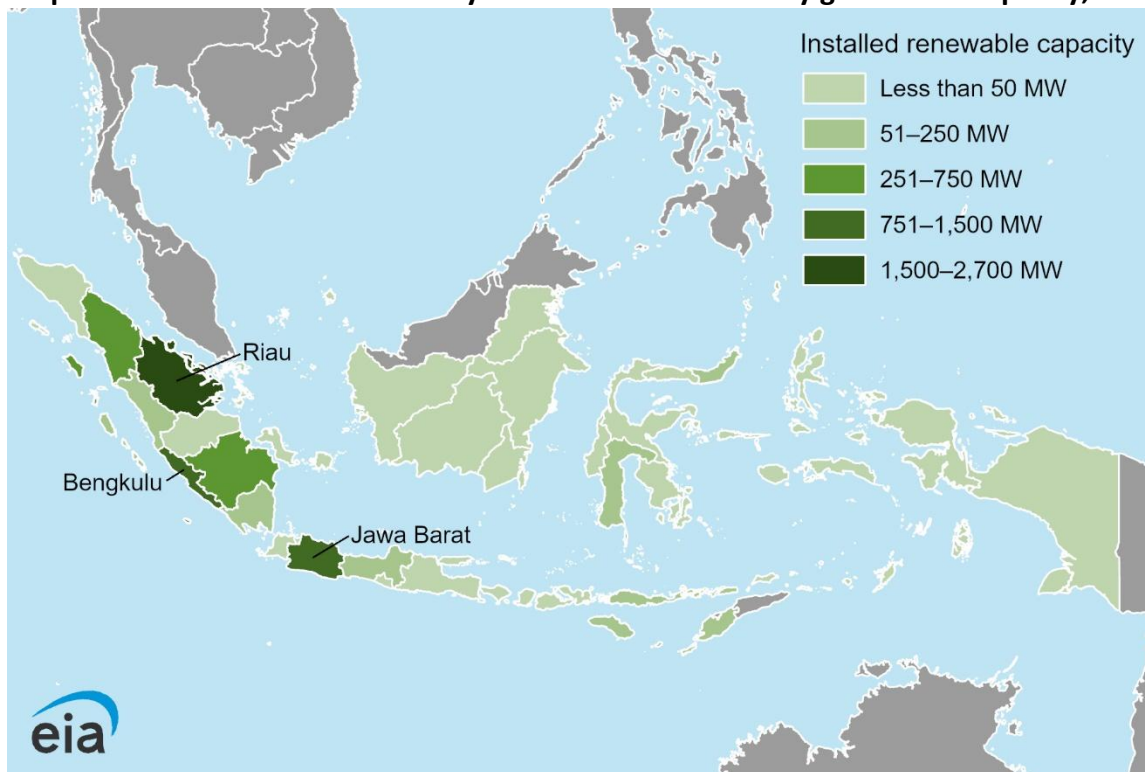 Installed renewable capacity
Less than 50 MW
51–250 MW
251–750 MW
751–1,500 MW
1,500–2,700 MW
Riau
Bengkulu
Jawa Barat
eia